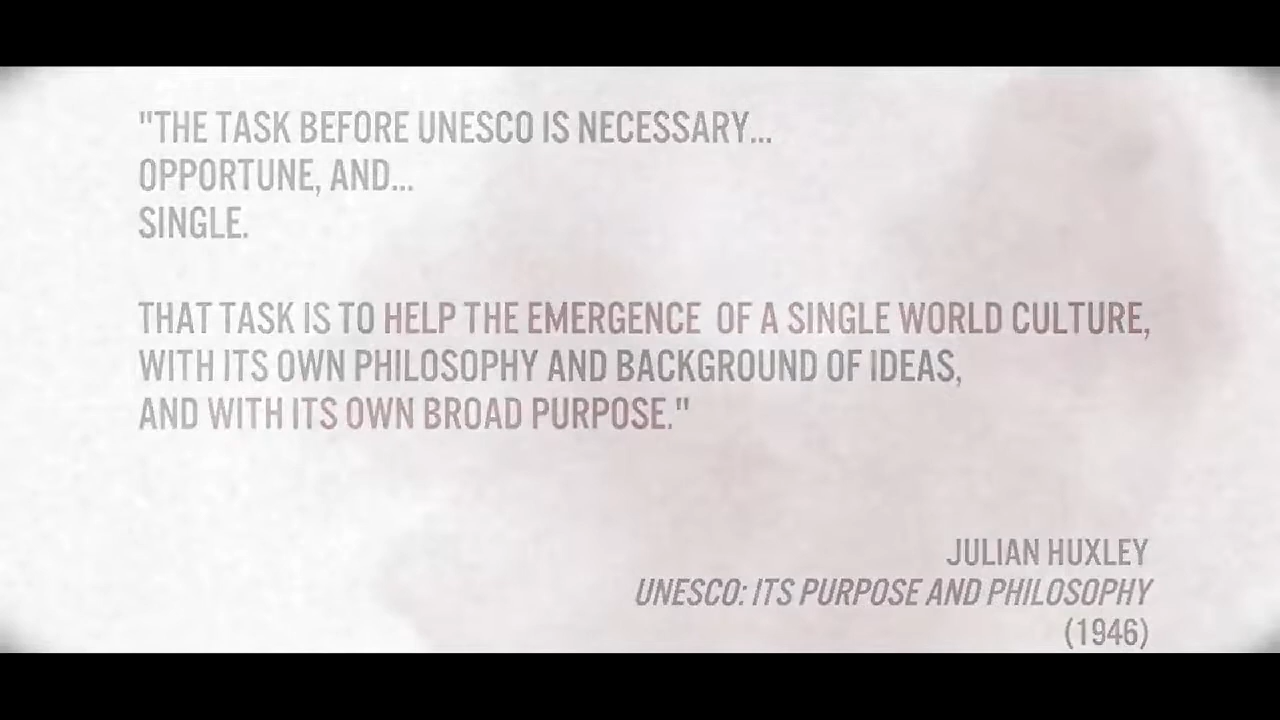 "THE TASK BEFORE UNESCO IS NECESSARY...
OPPORTUNE, AND...
SINGLE.
THAT TASK IS TO HELP THE EMERGENCE OF A SINGLE WORLD CULTURE,
WITH ITS OWN PHILOSOPHY AND BACKGROUND OF IDEAS,
AND WITH ITS OWN BROAD PURPOSE."
JULIAN HUXLEY
UNESCO: ITS PURPOSE AND PHILOSOPHY
(1946)